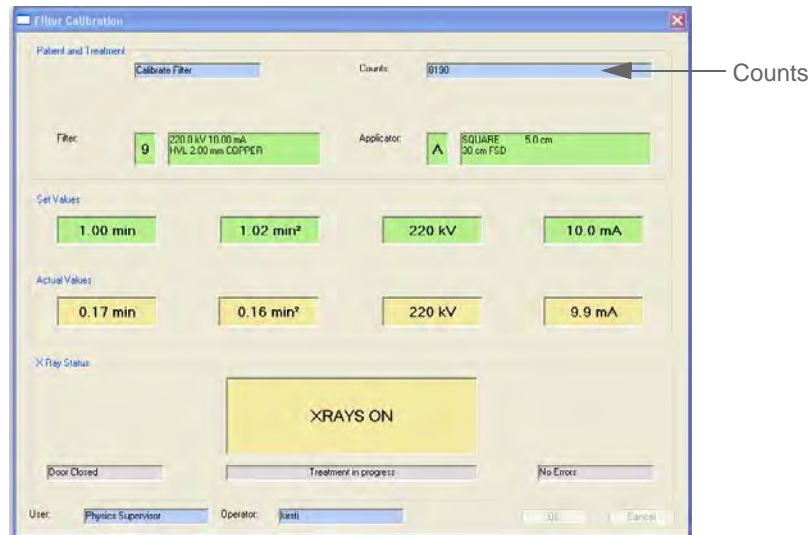 Filter Calibration
Patient and Treatment
Calibrate Filter Counts: 8190
Counts
Filter: 9 220.0 kV 10.00 mA Applicator: A SQUARE 5.0 cm
HVL 2.00 mm COPPER 30 cm FSD
Set Values
1.00 min 1.02 min² 220 kV 10.0 mA
Actual Values
0.17 min 0.16 min² 220 kV 9.9 mA
X Ray Status
XRAYS ON
Door Closed Treatment in progress No Errors
User: Physics Supervisor Operator:
Cancel